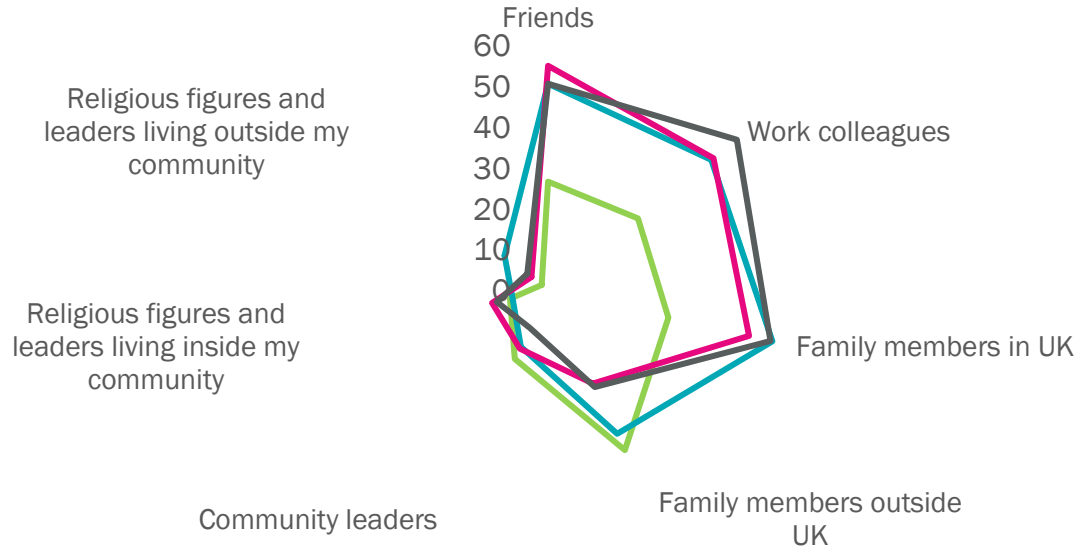 Friends
60
50
40
30
20
10
0
Religious figures and
leaders living outside my
community
Work colleagues
Religious figures and
leaders living inside my
community
Family members in UK
Community leaders
Family members outside
UK